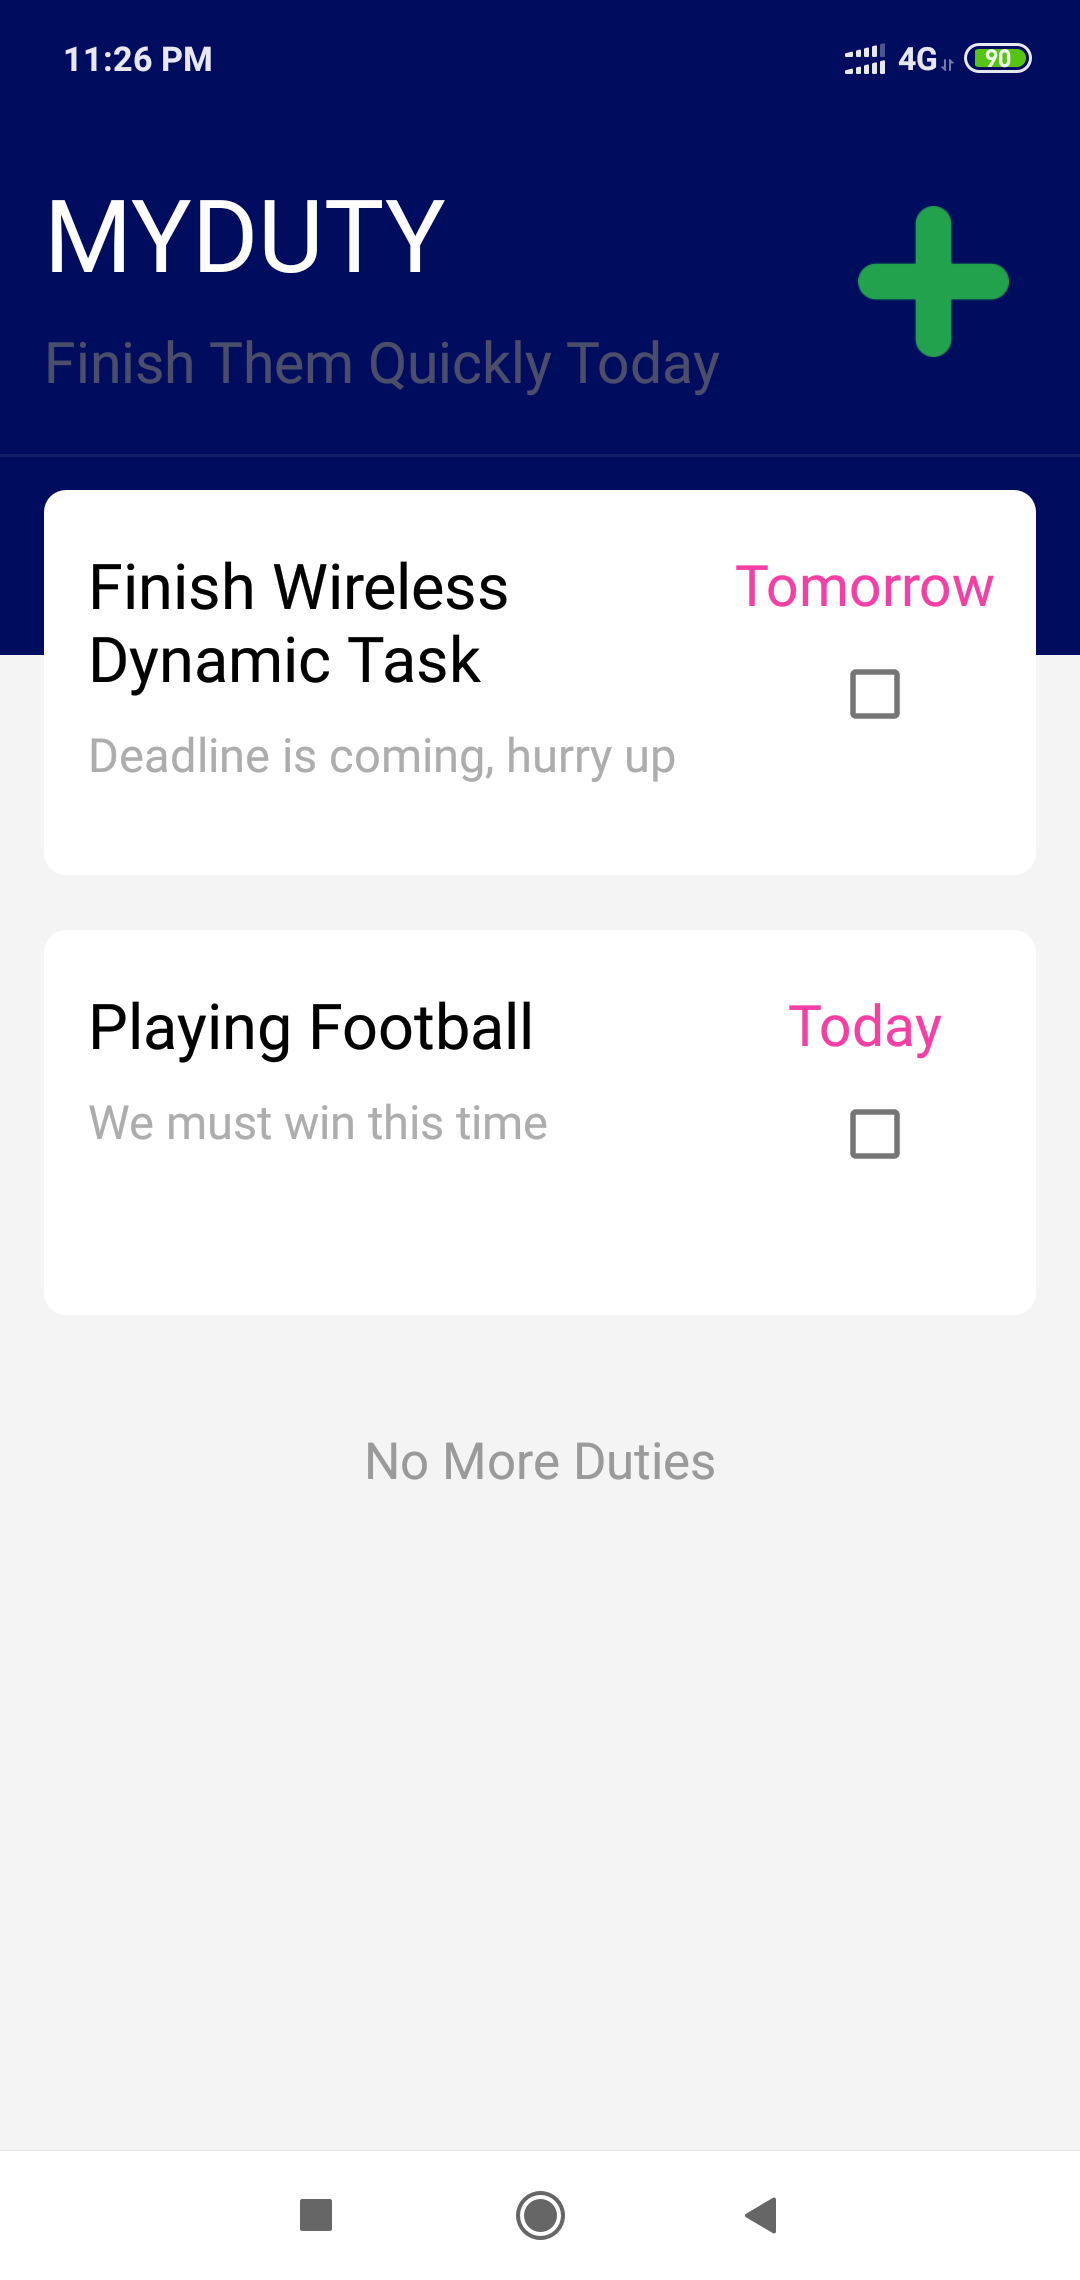 11:26 PM
4G
90
MYDUTY
Finish Them Quickly Today
Finish Wireless
Dynamic Task
Tomorrow
Deadline is coming, hurry up
Playing Football
Today
We must win this time
No More Duties